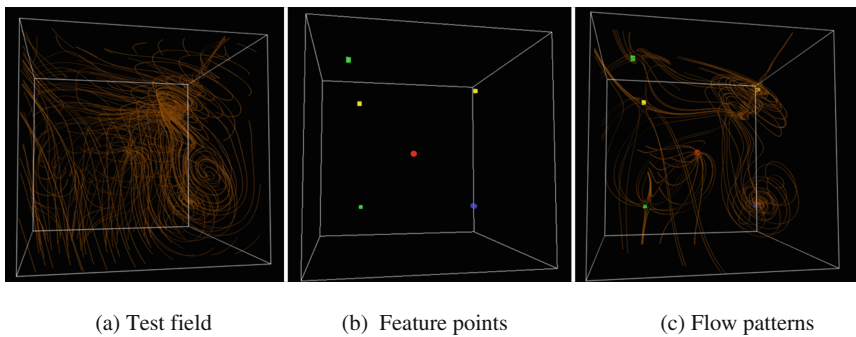 (a) Test field
(b) Feature points
(c) Flow patterns